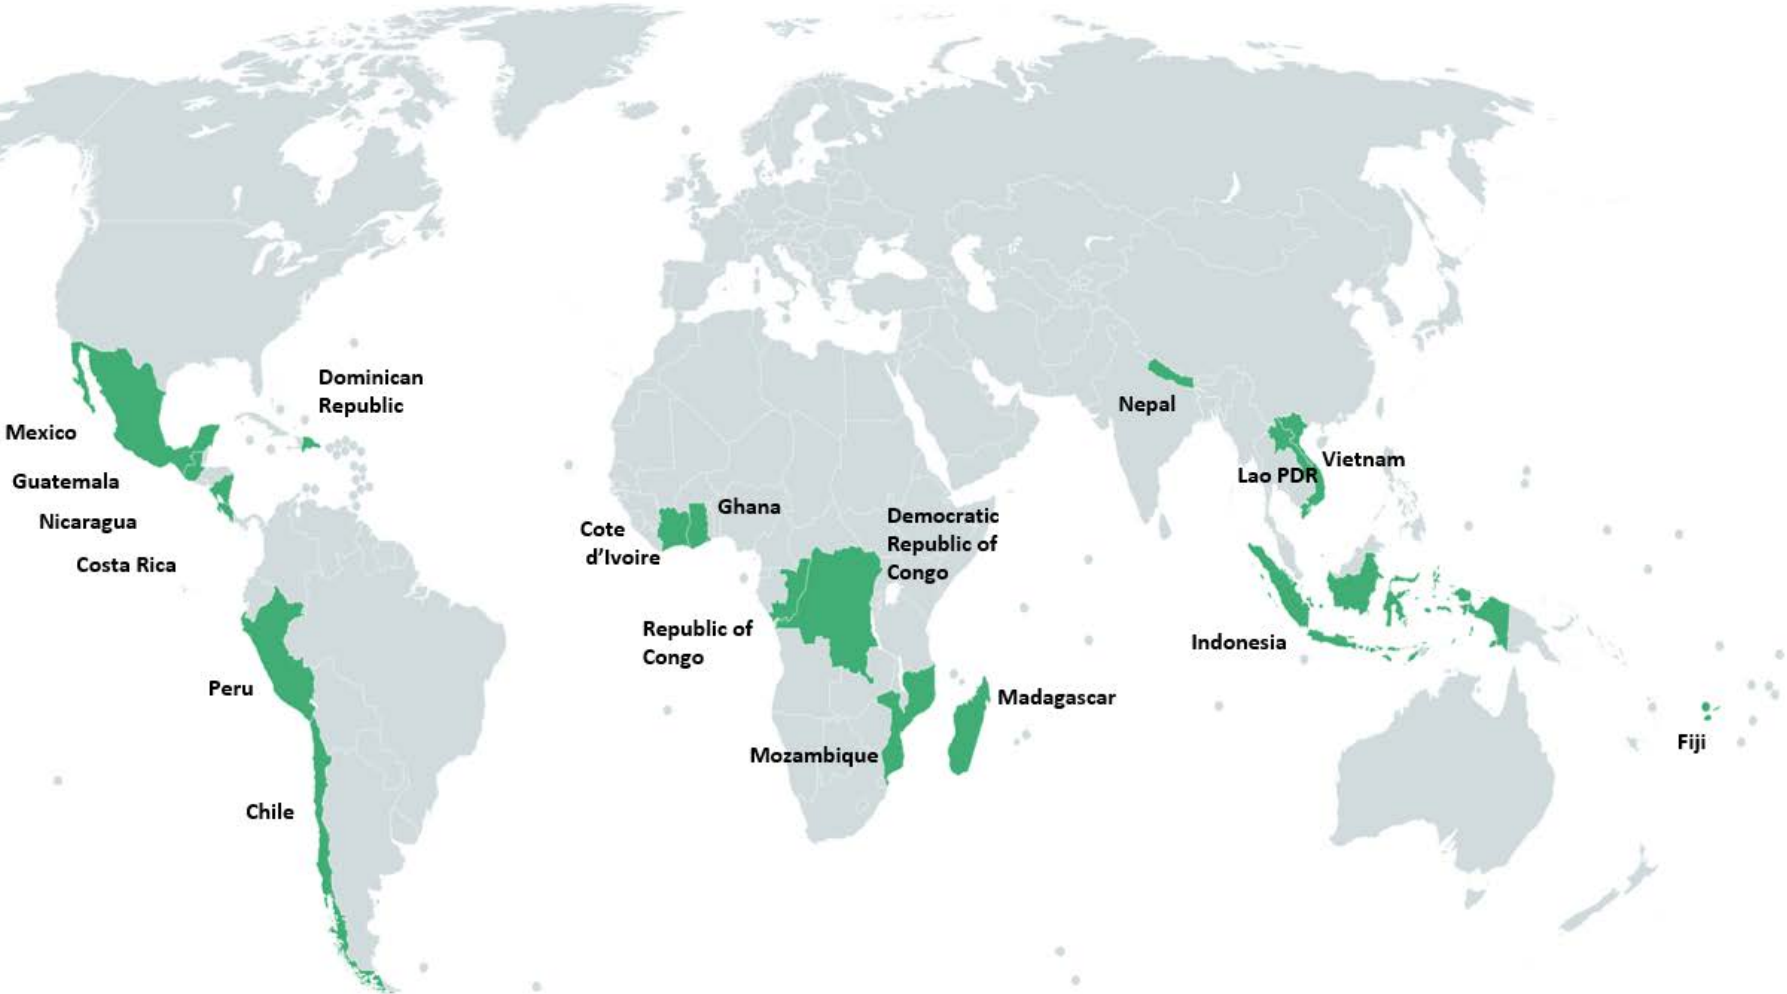 Dominican
Republic
Mexico
Guatemala
Nicaragua
Costa Rica
Peru
Chile
Cote
d’Ivoire
Ghana
Democratic
Republic of
Congo
Republic of
Congo
Mozambique
Madagascar
Nepal
Lao PDR
Vietnam
Indonesia
Fiji